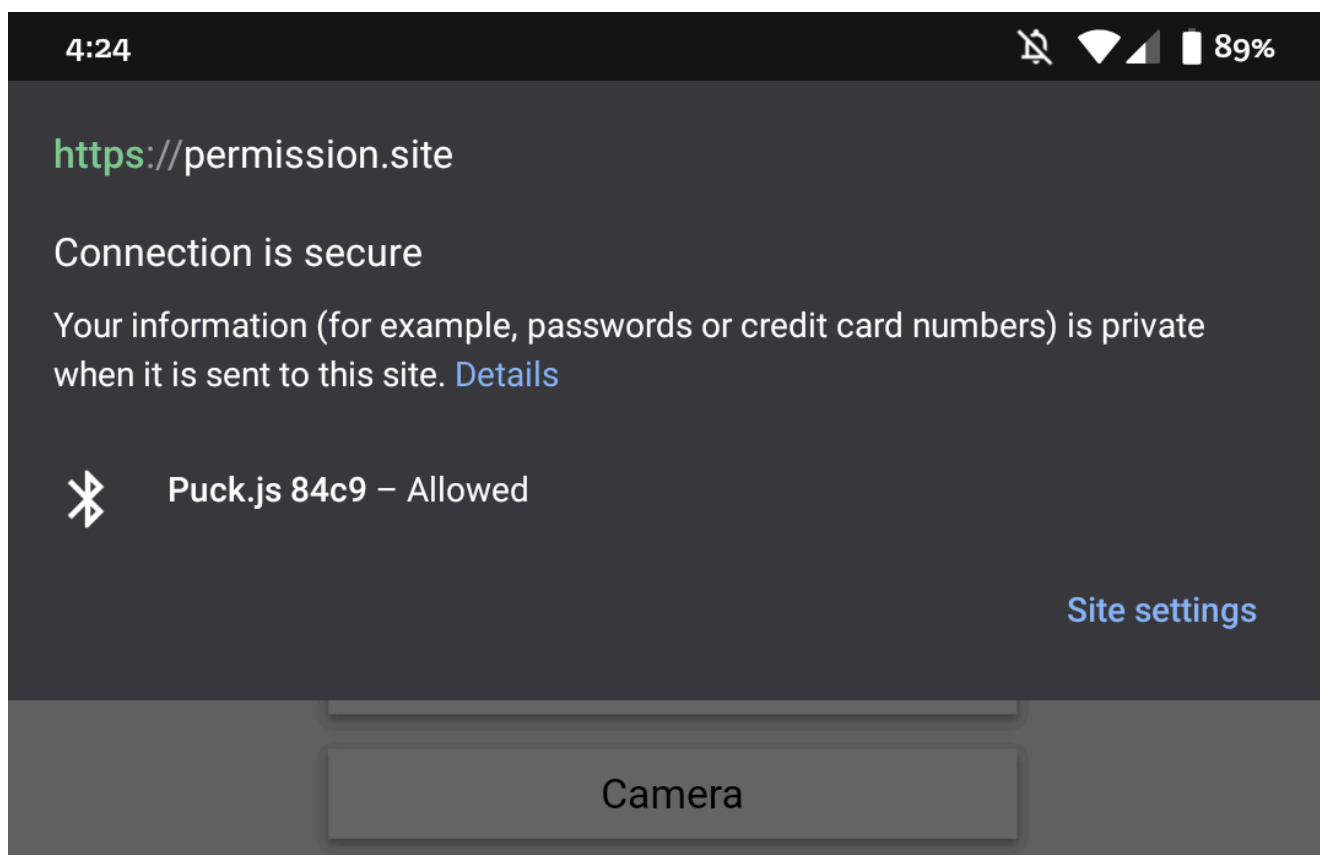 4:24 89%
https://permission.site
Connection is secure
Your information (for example, passwords or credit card numbers) is private
when it is sent to this site. Details
Puck.js 84c9 – Allowed
Site settings
Camera